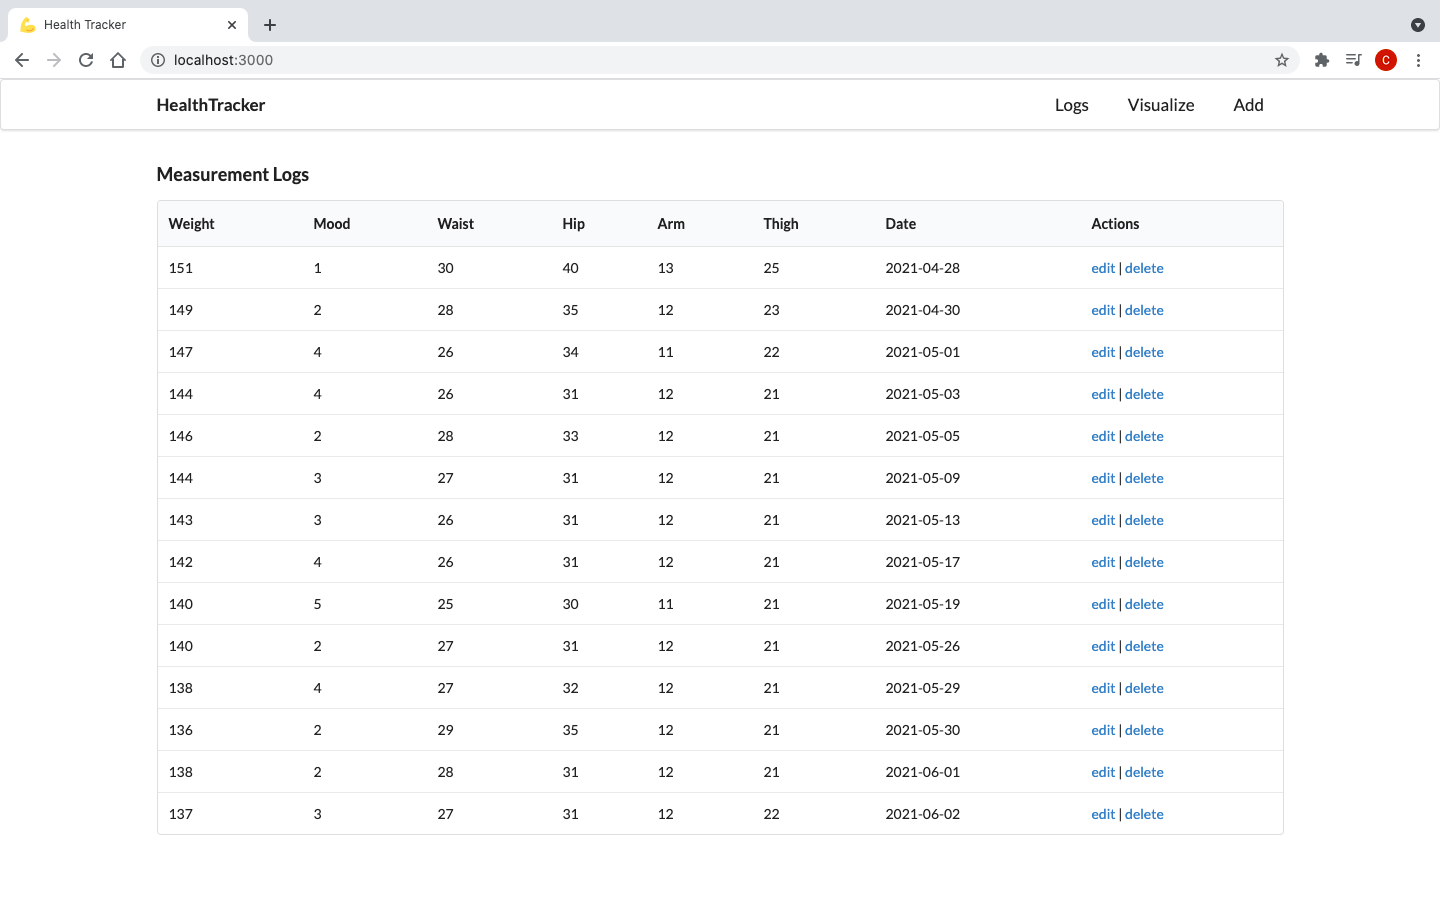 Health Tracker
localhost:3000
C
HealthTracker Logs Visualize Add
Measurement Logs
Weight Mood Waist Hip Arm Thigh Date Actions
151 1 30 40 13 25 2021-04-28 edit | delete
149 2 28 35 12 23 2021-04-30 edit | delete
147 4 26 34 11 22 2021-05-01 edit | delete
144 4 26 31 12 21 2021-05-03 edit | delete
146 2 28 33 12 21 2021-05-05 edit | delete
144 3 27 31 12 21 2021-05-09 edit | delete
143 3 26 31 12 21 2021-05-13 edit | delete
142 4 26 31 12 21 2021-05-17 edit | delete
140 5 25 30 11 21 2021-05-19 edit | delete
140 2 27 31 12 21 2021-05-26 edit | delete
138 4 27 32 12 21 2021-05-29 edit | delete
136 2 29 35 12 21 2021-05-30 edit | delete
138 2 28 31 12 21 2021-06-01 edit | delete
137 3 27 31 12 22 2021-06-02 edit | delete